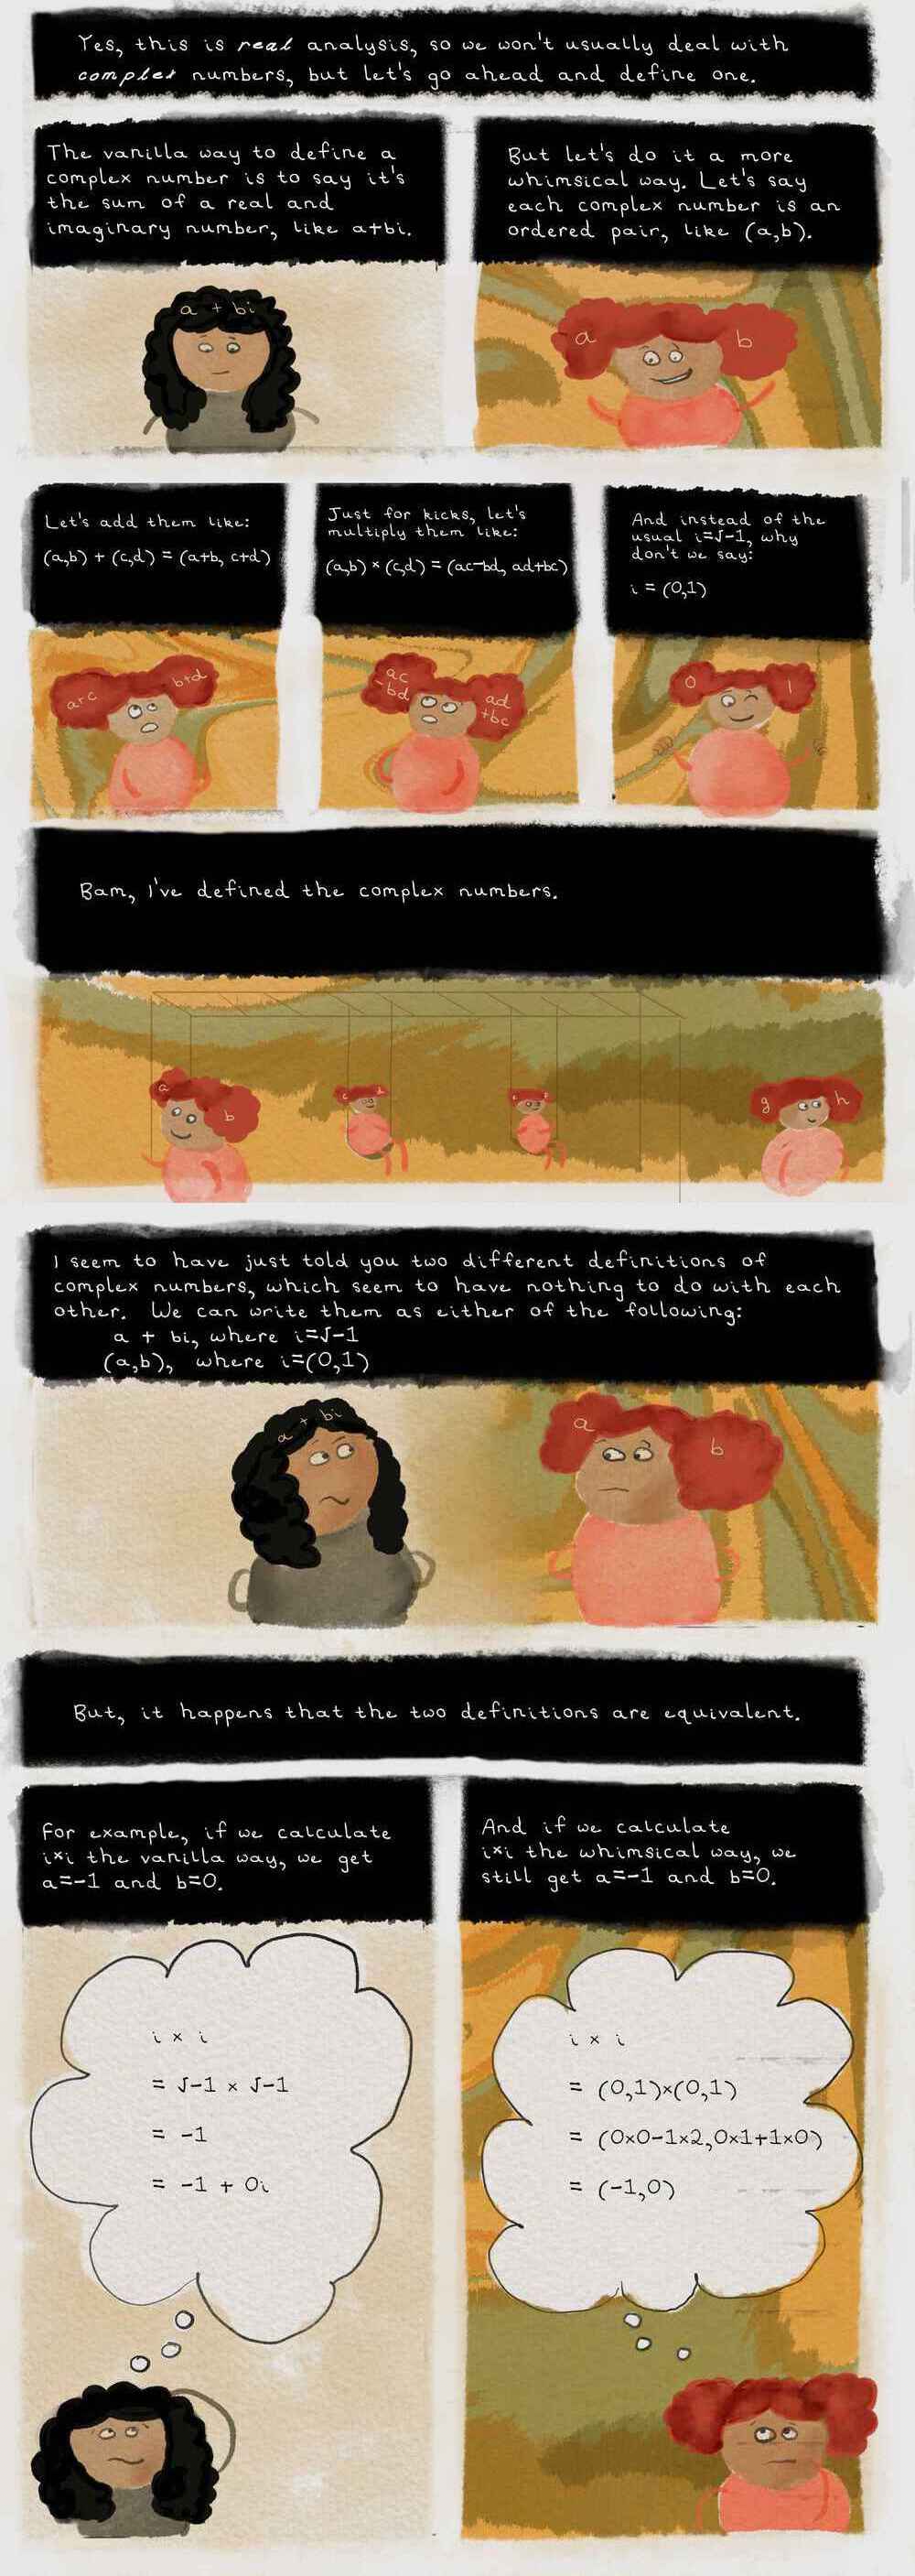 Yes, this is real analysis, so we won't usually deal with
complex numbers, but let's go ahead and define one.
The vanilla way to define a
complex number is to say it's
the sum of a real and
imaginary number, like a+bi.
a + bi
But let's do it a more
whimsical way. Let's say
each complex number is an
ordered pair, like (a,b).
a
b
Let's add them like:
(a,b) + (c,d) = (a+b, c+d)
a+c
b+d
Just for kicks, let's
multiply them like:
(a,b) × (c,d) = (ac-bd, ad+bc)
ac
-bd
ad
+bc
And instead of the
usual i=√-1, why
don't we say:
i = (0,1)
0
1
Bam, I've defined the complex numbers.
a
b
c
d
g
h
I seem to have just told you two different definitions of
complex numbers, which seem to have nothing to do with each
other. We can write them as either of the following:
a + bi, where i=√-1
(a,b), where i=(0,1)
a + bi
a
b
But, it happens that the two definitions are equivalent.
For example, if we calculate
i×i the vanilla way, we get
a=-1 and b=0.
i × i
= √-1 × √-1
= -1
= -1 + 0i
And if we calculate
i×i the whimsical way, we
still get a=-1 and b=0.
i × i
= (0,1)×(0,1)
= (0×0-1×2,0×1+1×0)
= (-1,0)